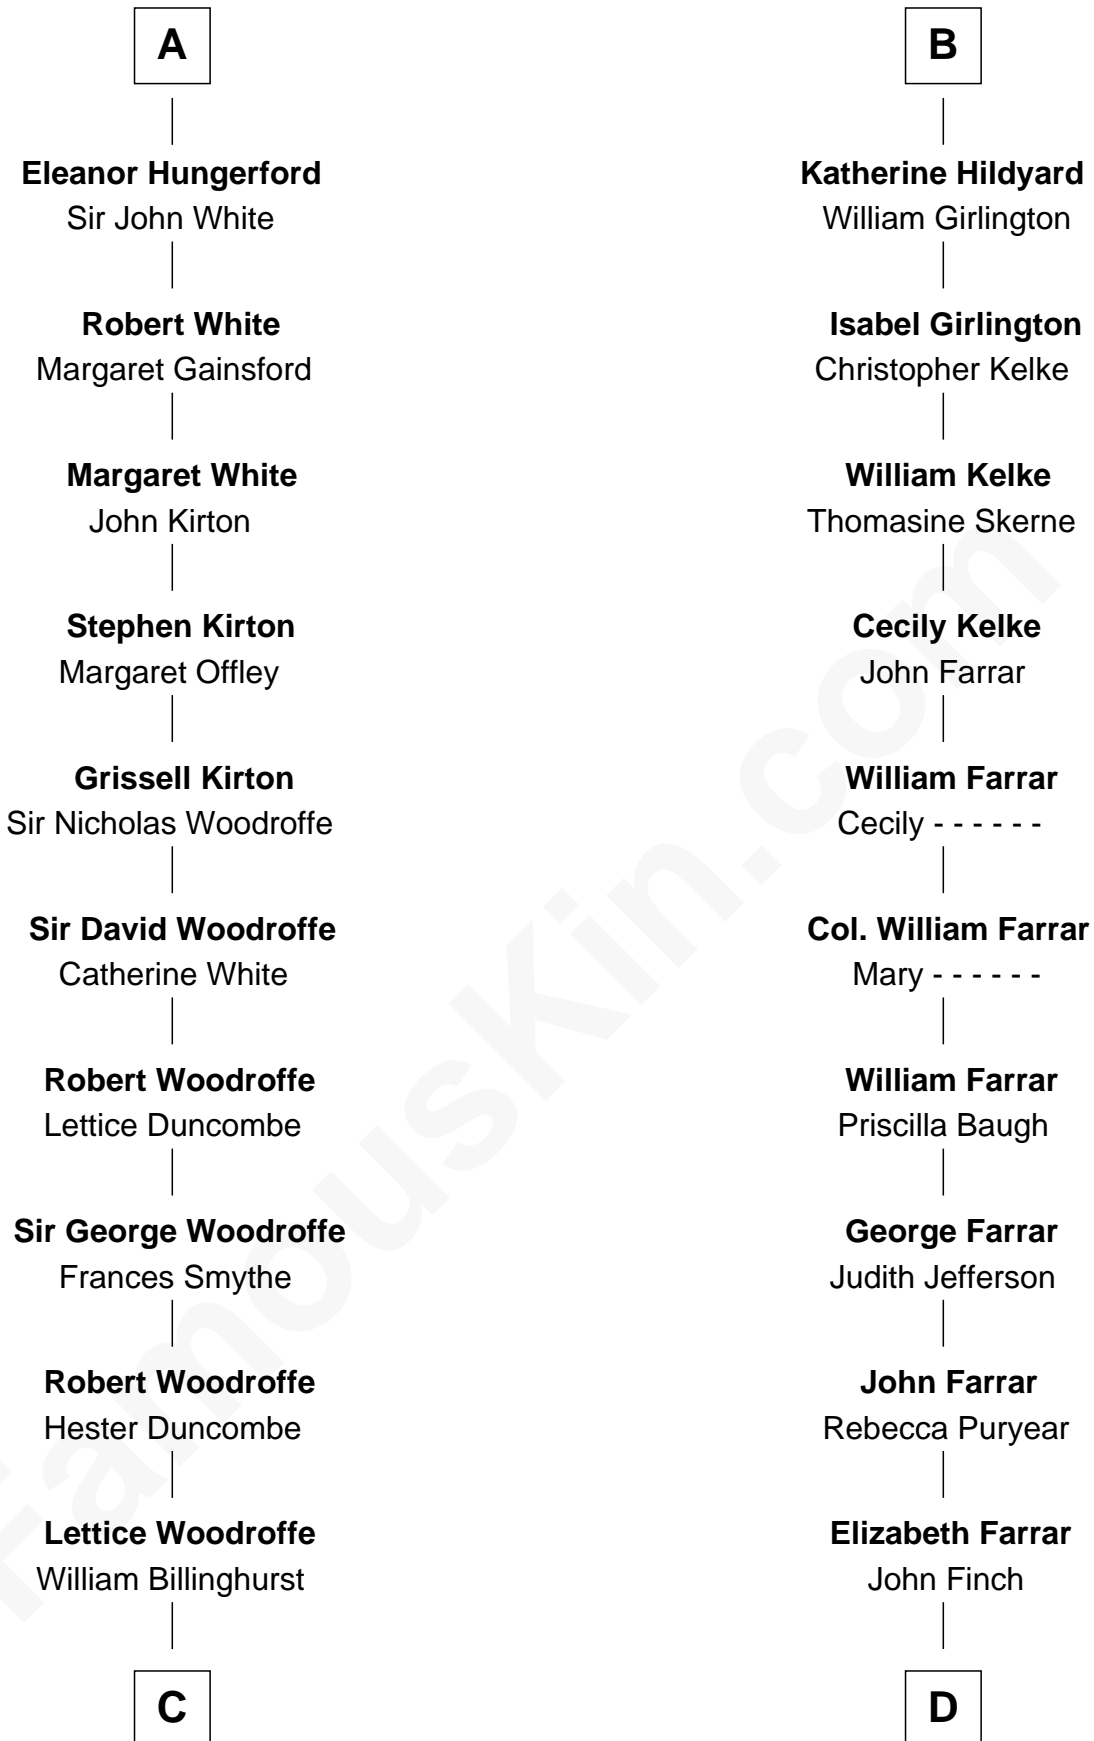 A
Eleanor Hungerford
Sir John White
Robert White
Margaret Gainsford
Margaret White
John Kirton
Stephen Kirton
Margaret Offley
Grissell Kirton
Sir Nicholas Woodroffe
Sir David Woodroffe
Catherine White
Robert Woodroffe
Lettice Duncombe
Sir George Woodroffe
Frances Smythe
Robert Woodroffe
Hester Duncombe
Lettice Woodroffe
William Billinghurst
C
B
Katherine Hildyard
William Girlington
Isabel Girlington
Christopher Kelke
William Kelke
Thomasine Skerne
Cecily Kelke
John Farrar
William Farrar
Cecily - - - - - -
Col. William Farrar
Mary - - - - - -
William Farrar
Priscilla Baugh
George Farrar
Judith Jefferson
John Farrar
Rebecca Puryear
Elizabeth Farrar
John Finch
D
FamousKin.com